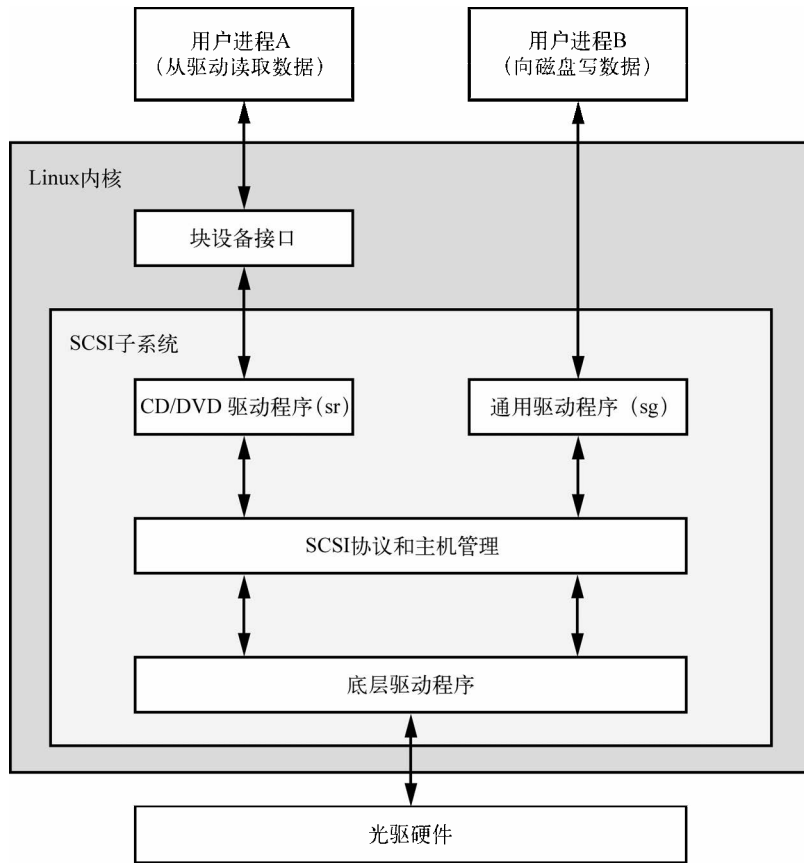 用户进程A
（从驱动读取数据）
用户进程B
（向磁盘写数据）
Linux内核
块设备接口
SCSI子系统
CD/DVD 驱动程序（sr）
通用驱动程序（sg）
SCSI协议和主机管理
底层驱动程序
光驱硬件